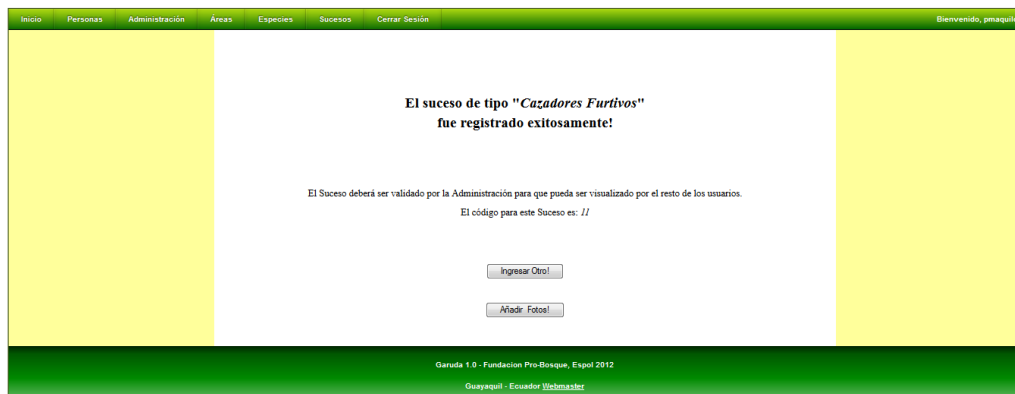 Inicio Personas Administración Áreas Especies Sucesos Cerrar Sesión Bienvenido,
El suceso de tipo "Cazadores Furtivos"
fue registrado exitosamente!
El Suceso deberá ser validado por la Administración para que pueda ser visualizado por el resto de los usuarios.
El código para este Suceso es: 11
Ingresar Otro!
Añadir Fotos!
Garuda 1.0 - Fundacion Pro-Bosque, Espol 2012
Guayaquil - Ecuador Webmaster